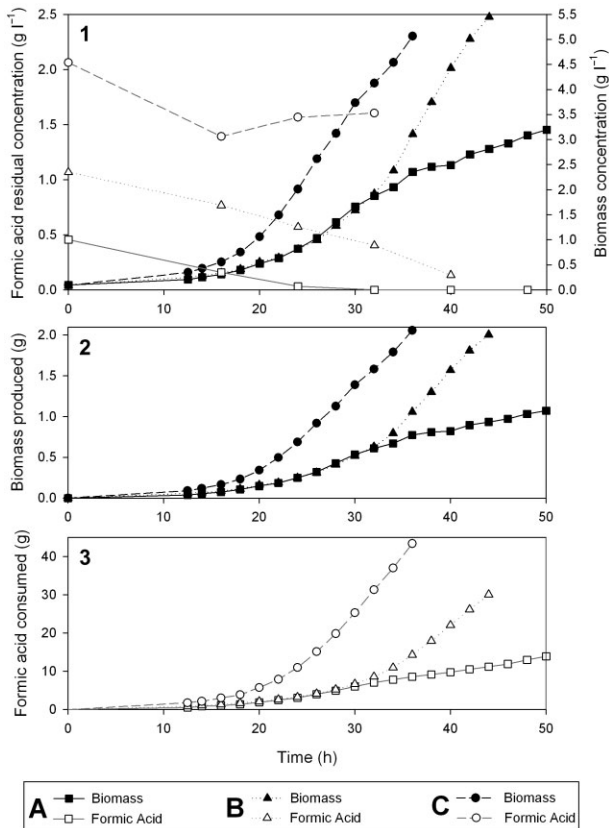 1
Formic acid residual concentration (g l⁻¹)
2.5
2.0
1.5
1.0
0.5
0.0
5.5
5.0
4.5
4.0
3.5
3.0
2.5
2.0
1.5
1.0
0.5
0.0
Biomass concentration (g l⁻¹)
0 10 20 30 40 50
2
Biomass produced (g)
2.0
1.5
1.0
0.5
0.0
0 10 20 30 40 50
3
Formic acid consumed (g)
40
30
20
10
0
0 10 20 30 40 50
Time (h)
A Biomass
Formic Acid
B Biomass
Formic Acid
C Biomass
Formic Acid